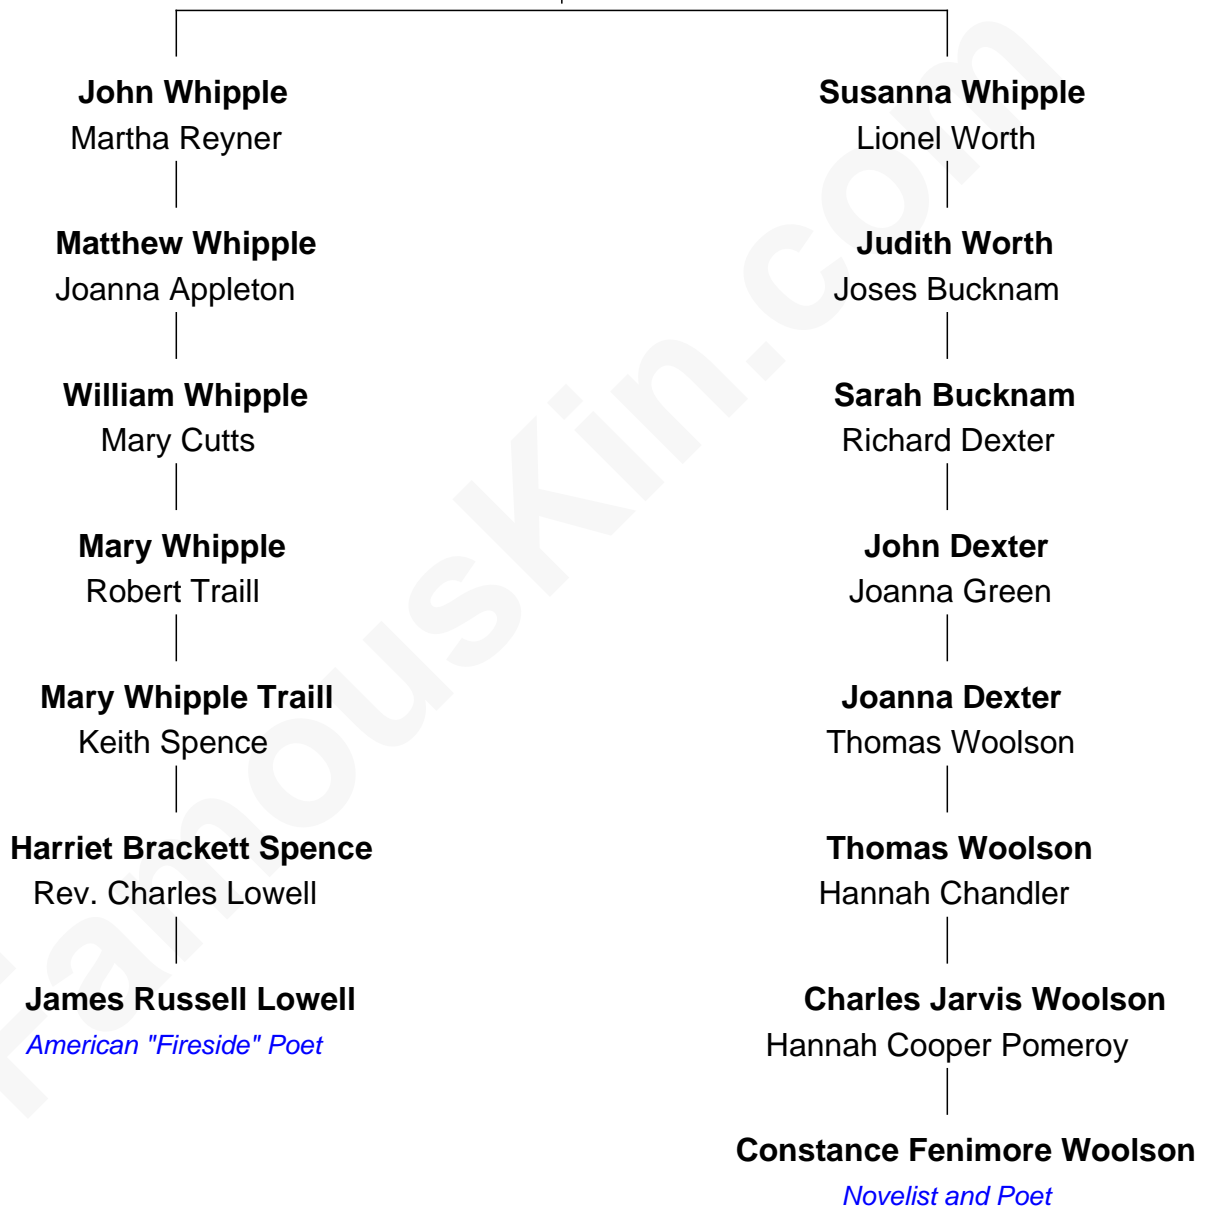 John Whipple
Martha Reyner
Matthew Whipple
Joanna Appleton
William Whipple
Mary Cutts
Mary Whipple
Robert Traill
Mary Whipple Traill
Keith Spence
Harriet Brackett Spence
Rev. Charles Lowell
James Russell Lowell
American "Fireside" Poet
Susanna Whipple
Lionel Worth
Judith Worth
Joses Bucknam
Sarah Bucknam
Richard Dexter
John Dexter
Joanna Green
Joanna Dexter
Thomas Woolson
Thomas Woolson
Hannah Chandler
Charles Jarvis Woolson
Hannah Cooper Pomeroy
Constance Fenimore Woolson
Novelist and Poet
FamousKin.com